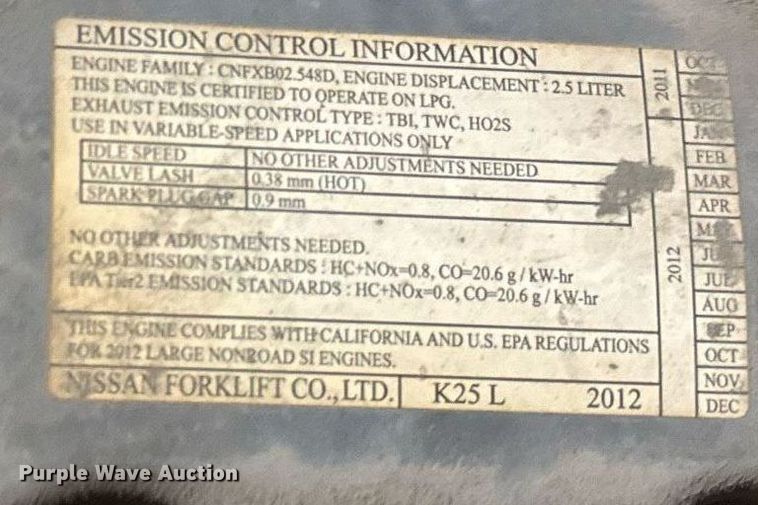 EMISSION CONTROL INFORMATION
ENGINE FAMILY : CNFXB02.548D, ENGINE DISPLACEMENT : 2.5 LITER
THIS ENGINE IS CERTIFIED TO OPERATE ON LPG.
EXHAUST EMISSION CONTROL TYPE : TBI, TWC, HO2S
USE IN VARIABLE-SPEED APPLICATIONS ONLY
IDLE SPEED NO OTHER ADJUSTMENTS NEEDED
VALVE LASH 0.38 mm (HOT)
SPARK PLUG GAP 0.9 mm
NO OTHER ADJUSTMENTS NEEDED.
CARB EMISSION STANDARDS : HC+NOx=0.8, CO=20.6 g / kW-hr
EPA Tier2 EMISSION STANDARDS : HC+NOx=0.8, CO=20.6 g / kW-hr
THIS ENGINE COMPLIES WITH CALIFORNIA AND U.S. EPA REGULATIONS
FOR 2012 LARGE NONROAD SI ENGINES.
NISSAN FORKLIFT CO., LTD. K25 L 2012
2011
OCT
DEC
2012
JAN
FEB
MAR
APR
JUL
AUG
SEP
OCT
NOV
DEC
Purple Wave Auction